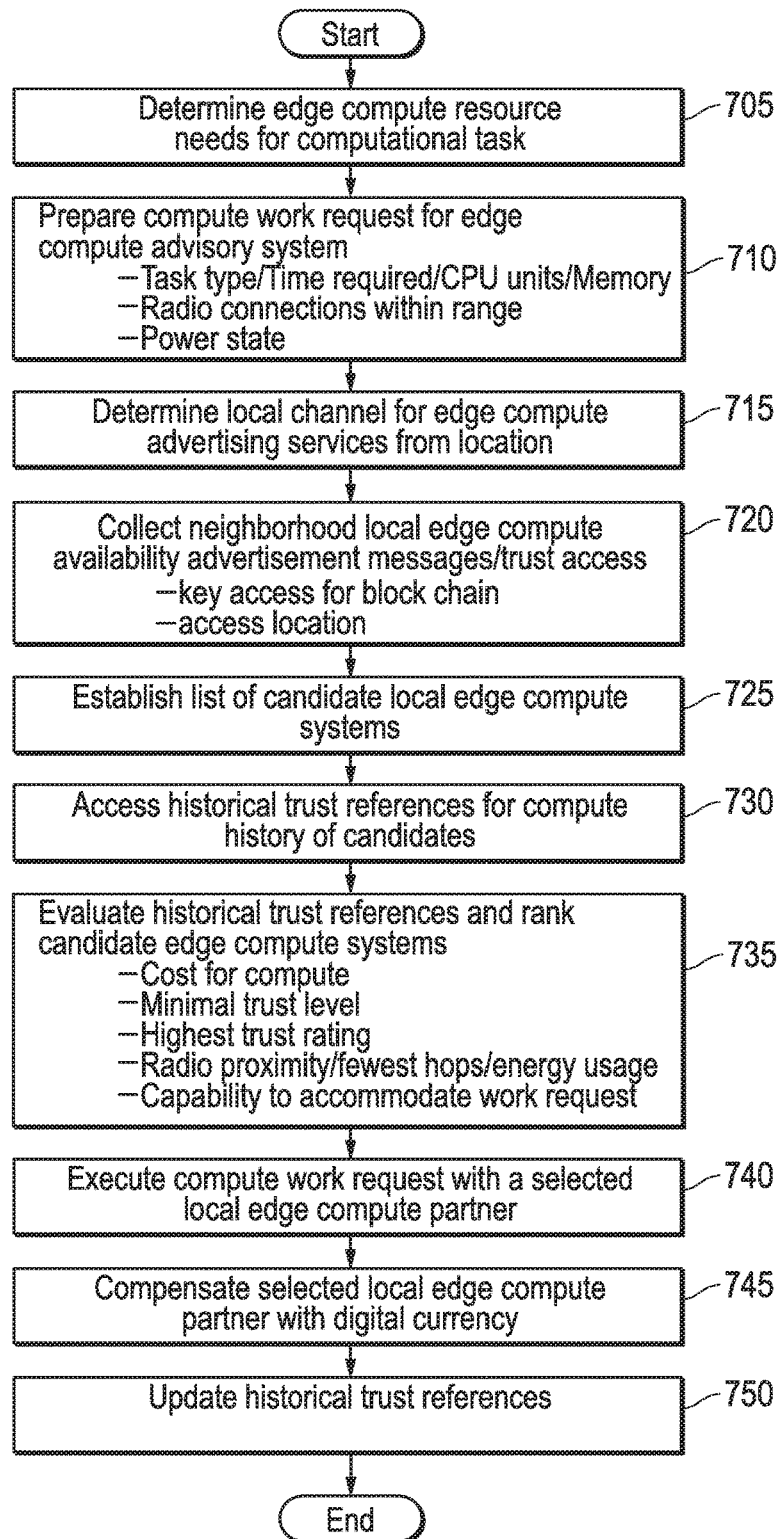 Start
Determine edge compute resource
needs for computational task
705
Prepare compute work request for edge
compute advisory system
—Task type/Time required/CPU units/Memory
—Radio connections within range
—Power state
710
Determine local channel for edge compute
advertising services from location
715
Collect neighborhood local edge compute
availability advertisement messages/trust access
—key access for block chain
—access location
720
Establish list of candidate local edge compute
systems
725
Access historical trust references for compute
history of candidates
730
Evaluate historical trust references and rank
candidate edge compute systems
—Cost for compute
—Minimal trust level
—Highest trust rating
—Radio proximity/fewest hops/energy usage
—Capability to accommodate work request
735
Execute compute work request with a selected
local edge compute partner
740
Compensate selected local edge compute
partner with digital currency
745
Update historical trust references
750
End